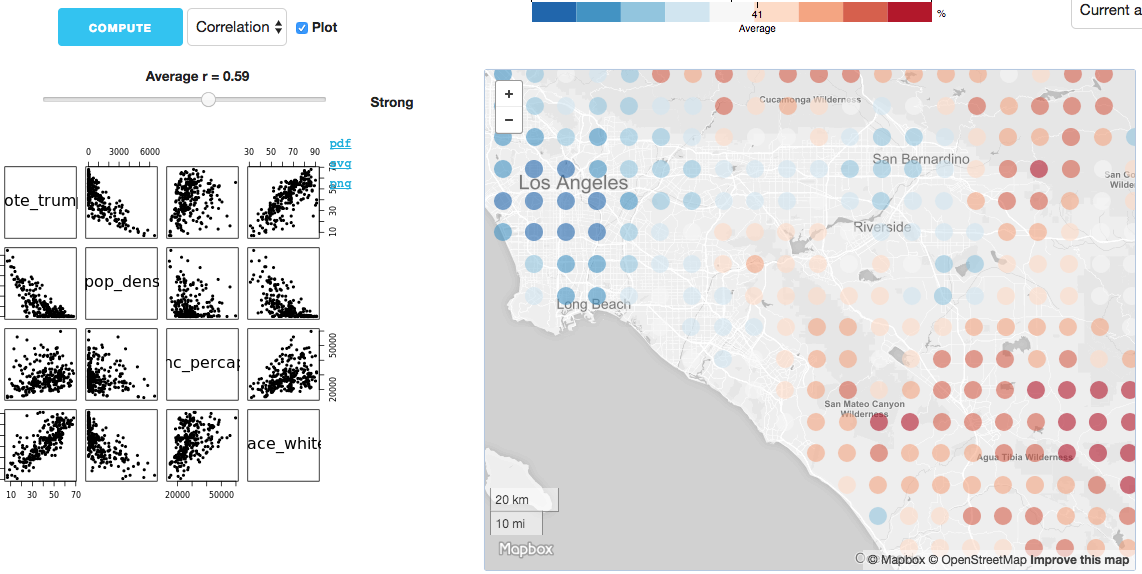 COMPUTE
Correlation
Plot
Average r = 0.59
Strong
pdf
svg
png
0 3000 6000
30 50 70 90
ote_trum
10 30 50
pop_dens
nc_percap
20000 50000
ace_white
10 30 50 70
20000 50000
41
Average
%
Current a
+
−
Cucamonga Wilderness
San Bernardino
San Go
Wilde
Los Angeles
Riverside
Long Beach
San Mateo Canyon
Wilderness
Agua Tibia Wilderness
20 km
10 mi
Mapbox
© Mapbox © OpenStreetMap Improve this map